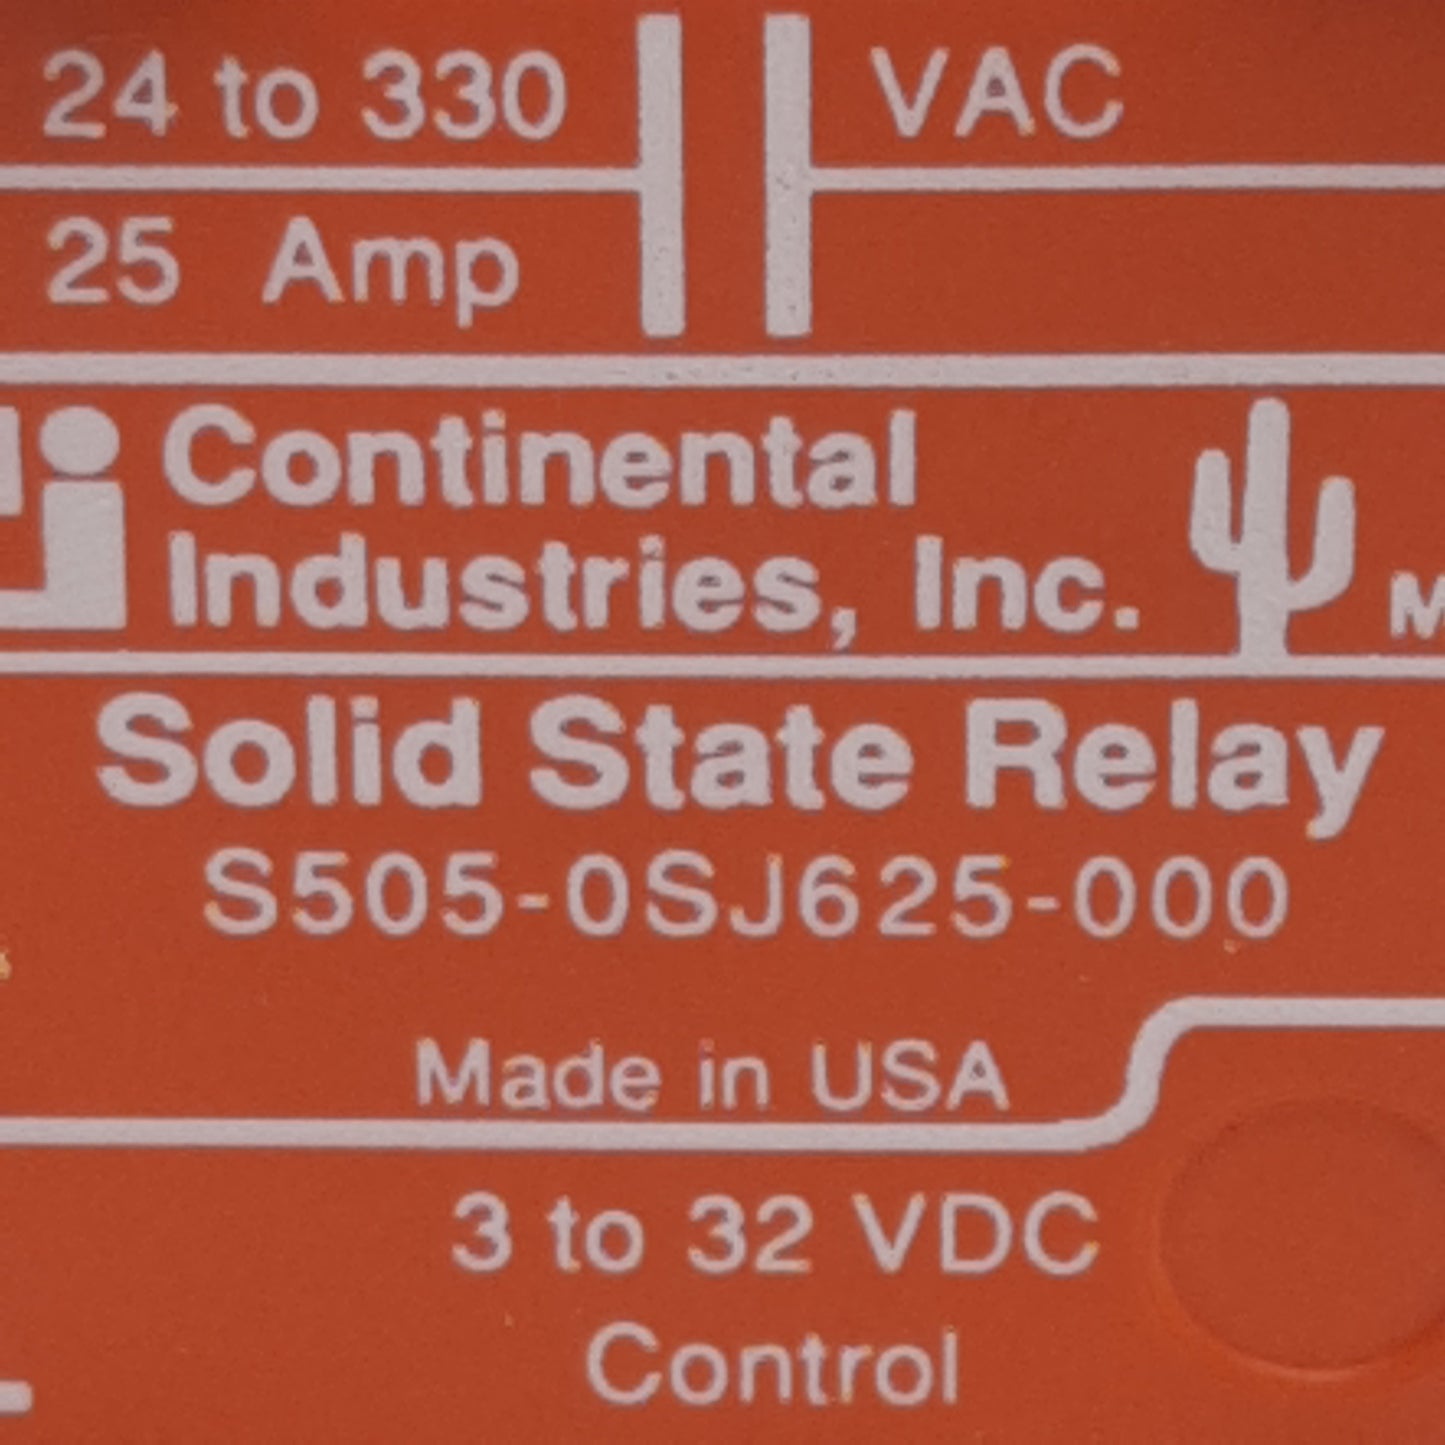 24 to 330 VAC
25 Amp
Continental
Industries, Inc.
Solid State Relay
S505-0SJ625-000
Made in USA
3 to 32 VDC
Control